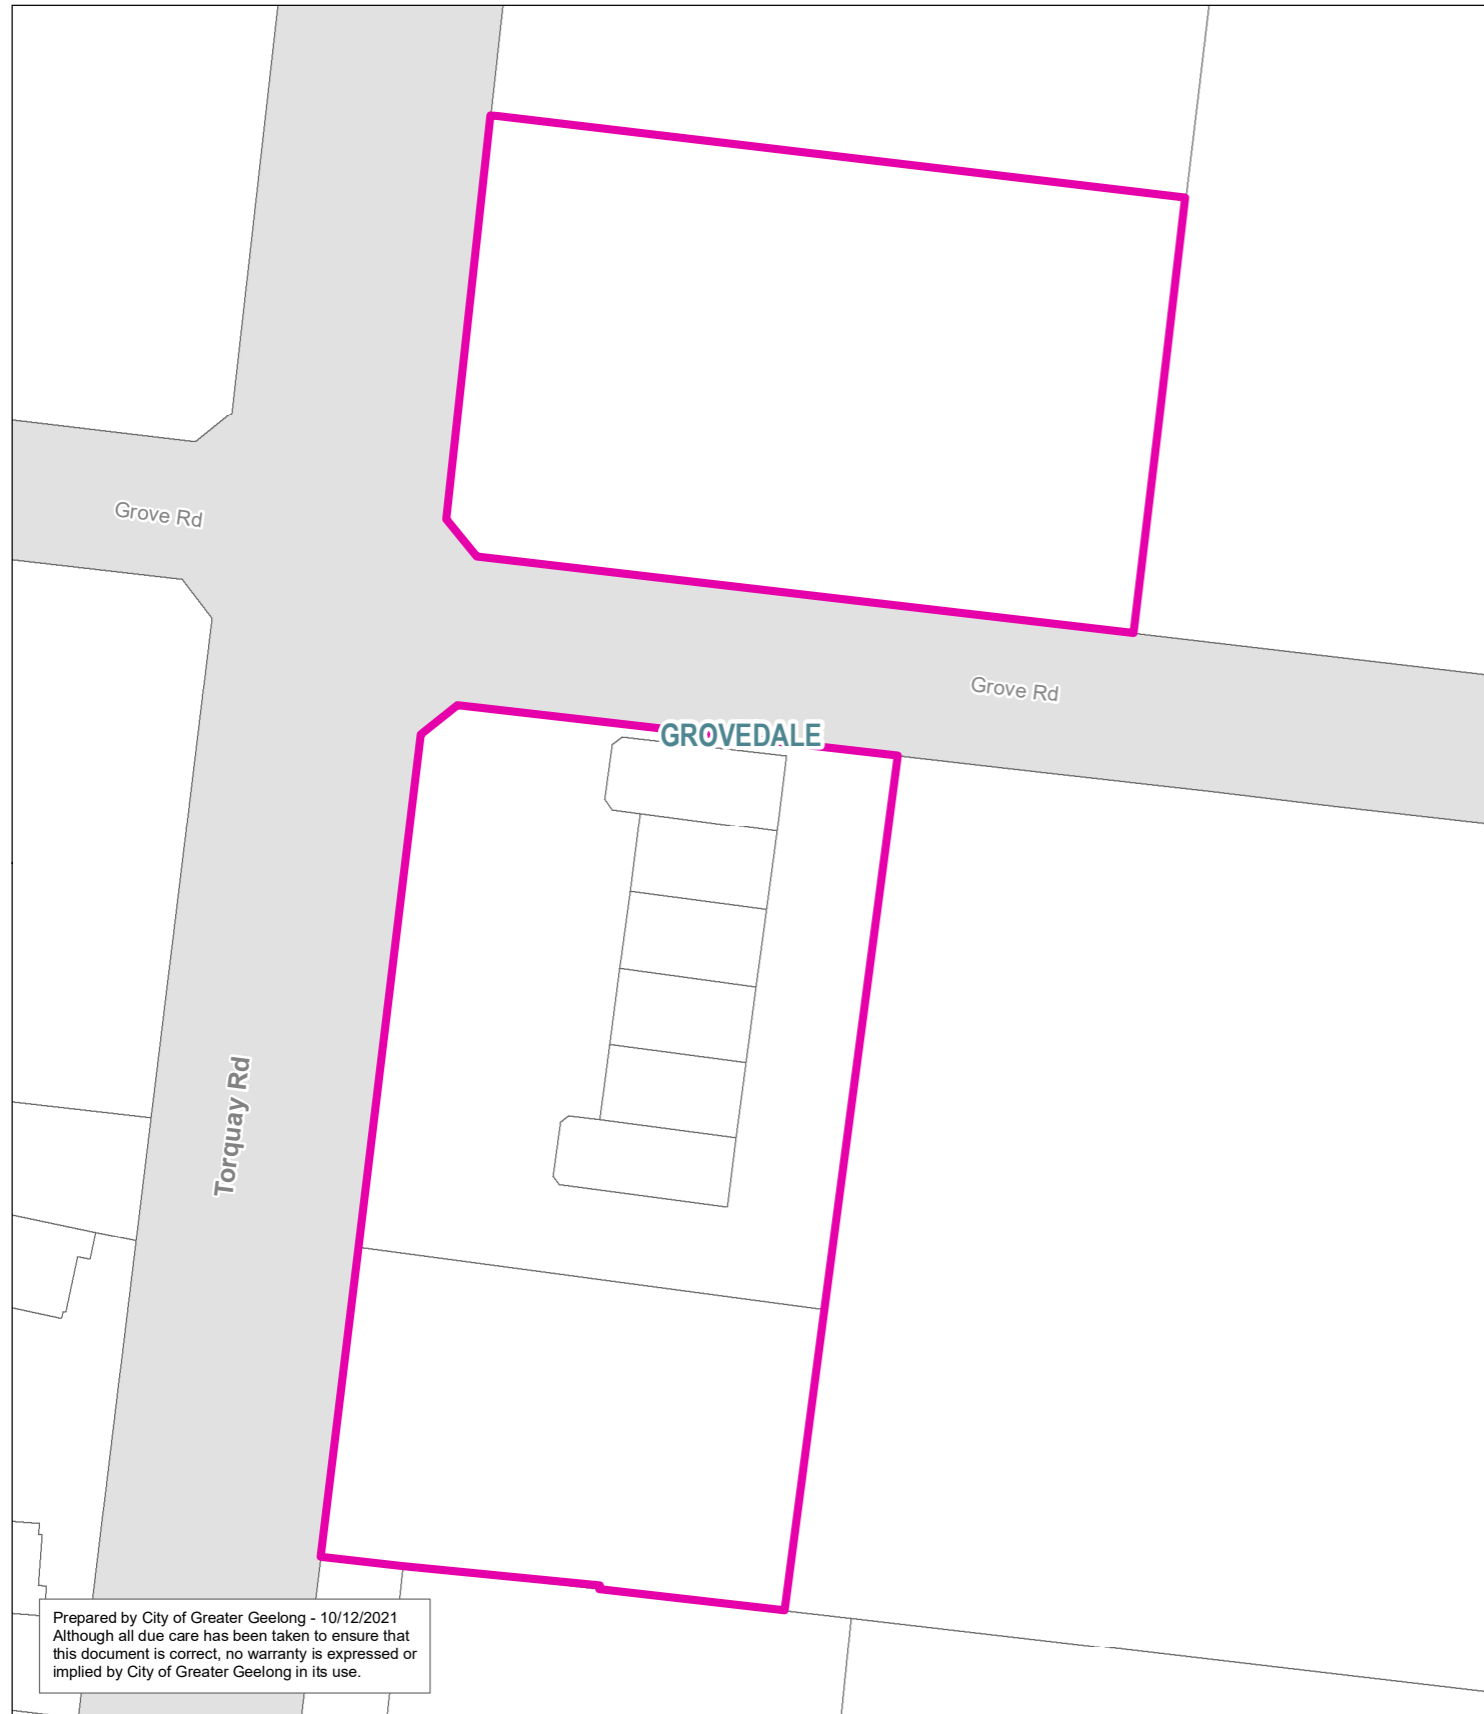 Grove Rd
Grove Rd
GROVEDALE
Torquay Rd
Prepared by City of Greater Geelong - 10/12/2021
Although all due care has been taken to ensure that
this document is correct, no warranty is expressed or
implied by City of Greater Geelong in its use.